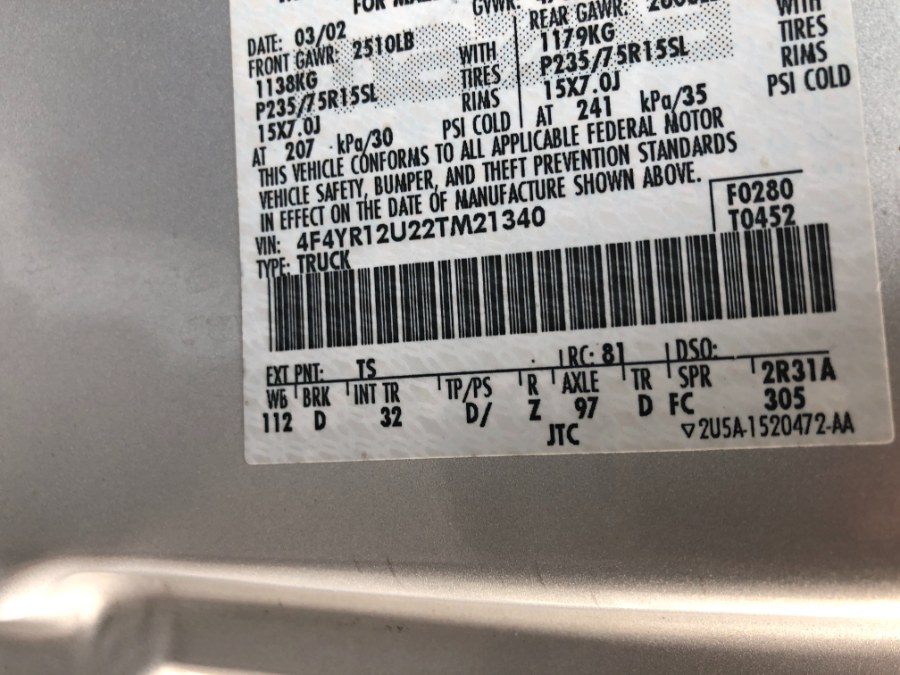 FOR
GVWR:
DATE: 03/02
FRONT GAWR: 2510LB
1138KG WITH
P235/75R15SL TIRES
15X7.0J RIMS
AT 207 kPa/30 PSI COLD
REAR GAWR:
1179KG WITH
P235/75R15SL TIRES
15X7.0J RIMS
AT 241 kPa/35 PSI COLD
THIS VEHICLE CONFORMS TO ALL APPLICABLE FEDERAL MOTOR
VEHICLE SAFETY, BUMPER, AND THEFT PREVENTION STANDARDS
IN EFFECT ON THE DATE OF MANUFACTURE SHOWN ABOVE.
F0280
T0452
VIN: 4F4YR12U22TM21340
TYPE: TRUCK
EXT PNT: TS RC: 81 DSO:
WB BRK INT TR TP/PS R AXLE TR SPR 2R31A
112 D 32 D/ Z 97 D FC 305
JTC ▽2U5A-1520472-AA